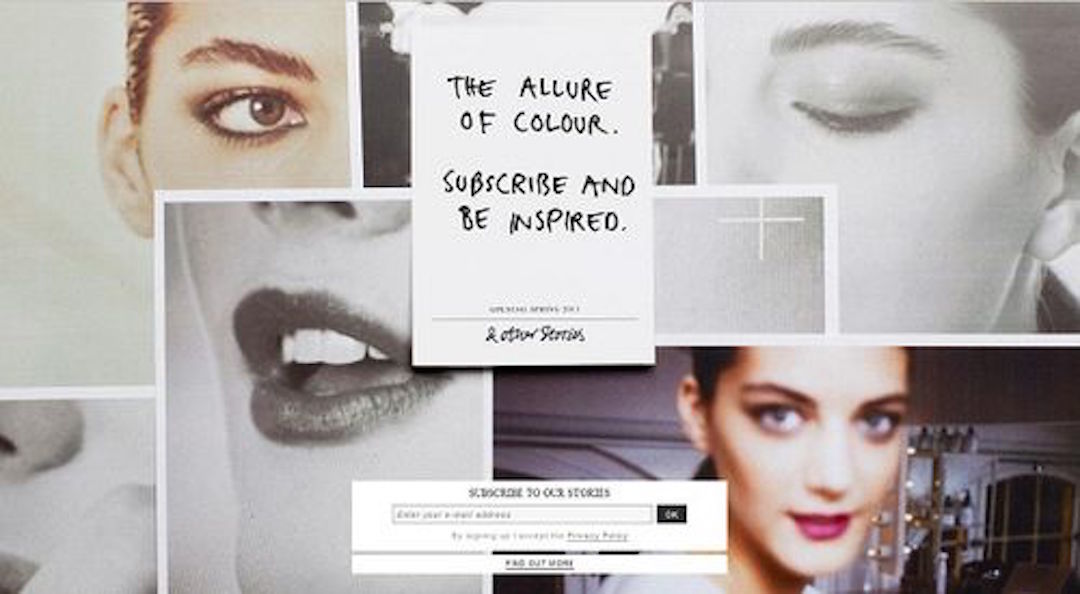 THE ALLURE
OF COLOUR.
SUBSCRIBE AND
BE INSPIRED.
OPENING SPRING 2013
& other Stories
SUBSCRIBE TO OUR STORIES
Enter your e-mail address
OK
By signing up I accept the Privacy Policy
FIND OUT MORE